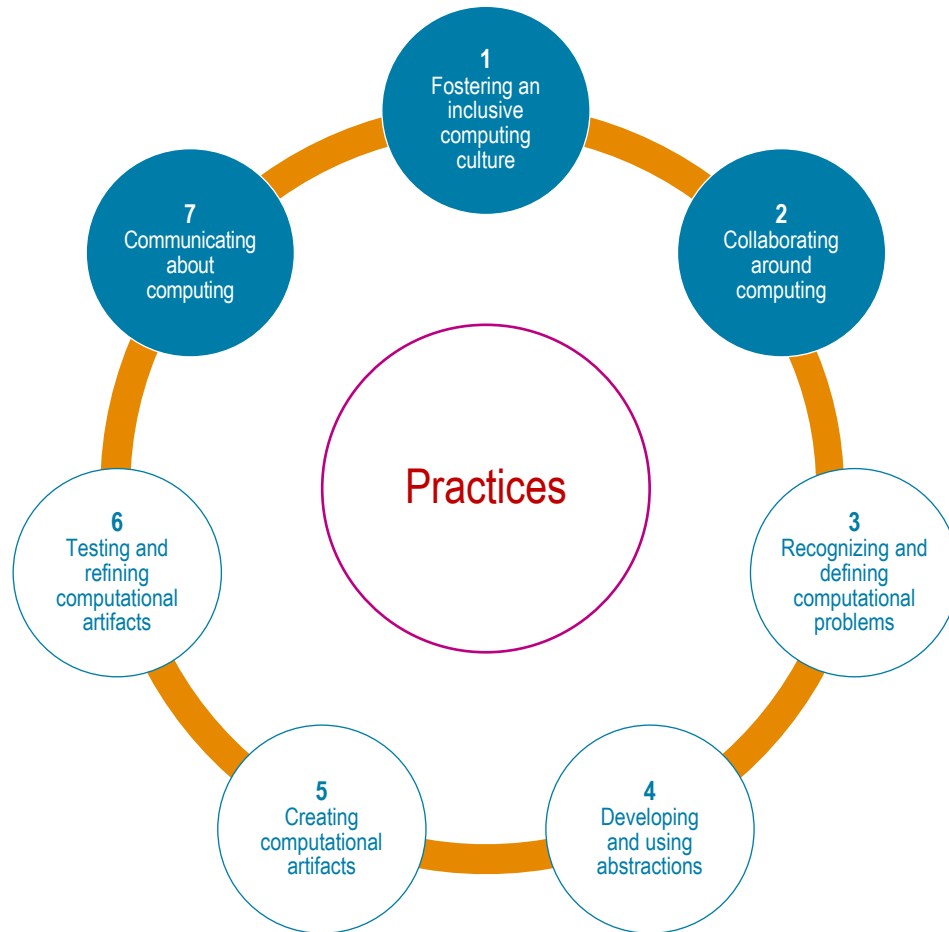 1
Fostering an
inclusive
computing
culture
2
Collaborating
around
computing
3
Recognizing and
defining
computational
problems
4
Developing
and using
abstractions
5
Creating
computational
artifacts
6
Testing and
refining
computational
artifacts
7
Communicating
about
computing
Practices